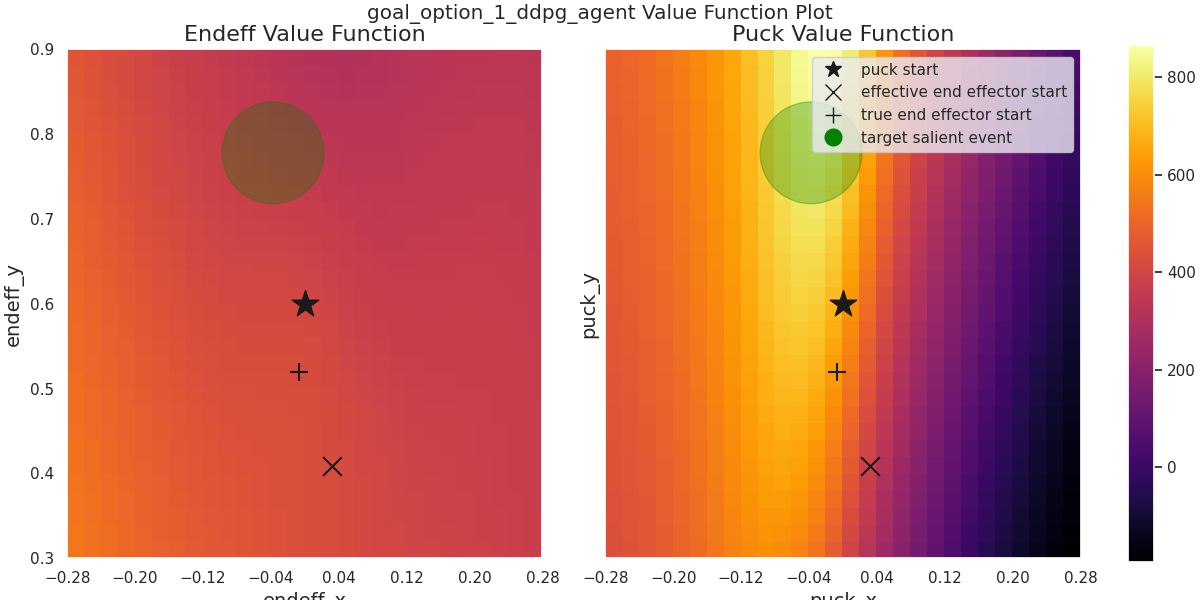 goal_option_1_ddpg_agent Value Function Plot
Endeff Value Function
Puck Value Function
puck start
effective end effector start
true end effector start
target salient event
endeff_y
0.9
0.8
0.7
0.6
0.5
0.4
0.3
−0.28 −0.20 −0.12 −0.04 0.04 0.12 0.20 0.28
endeff_x
puck_y
−0.28 −0.20 −0.12 −0.04 0.04 0.12 0.20 0.28
puck_x
800
600
400
200
0